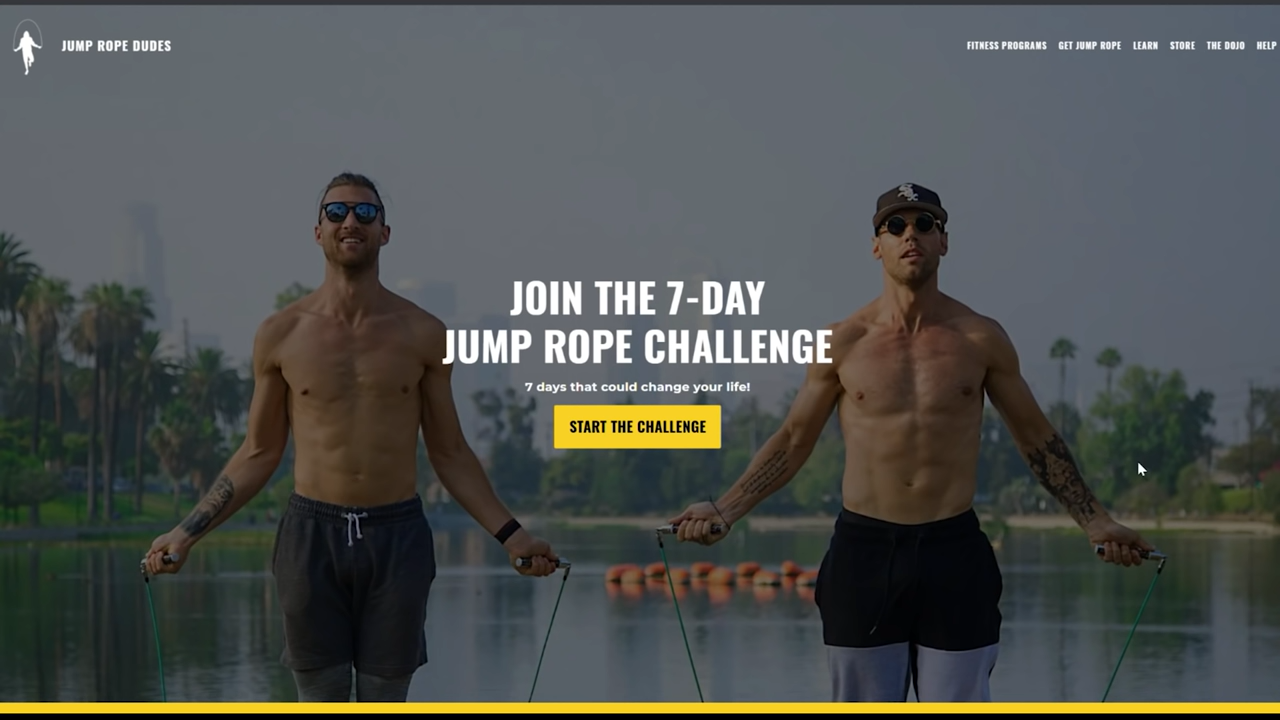 JUMP ROPE DUDES
FITNESS PROGRAMS GET JUMP ROPE LEARN STORE THE DOJO HELP
JOIN THE 7-DAY
JUMP ROPE CHALLENGE
7 days that could change your life!
START THE CHALLENGE